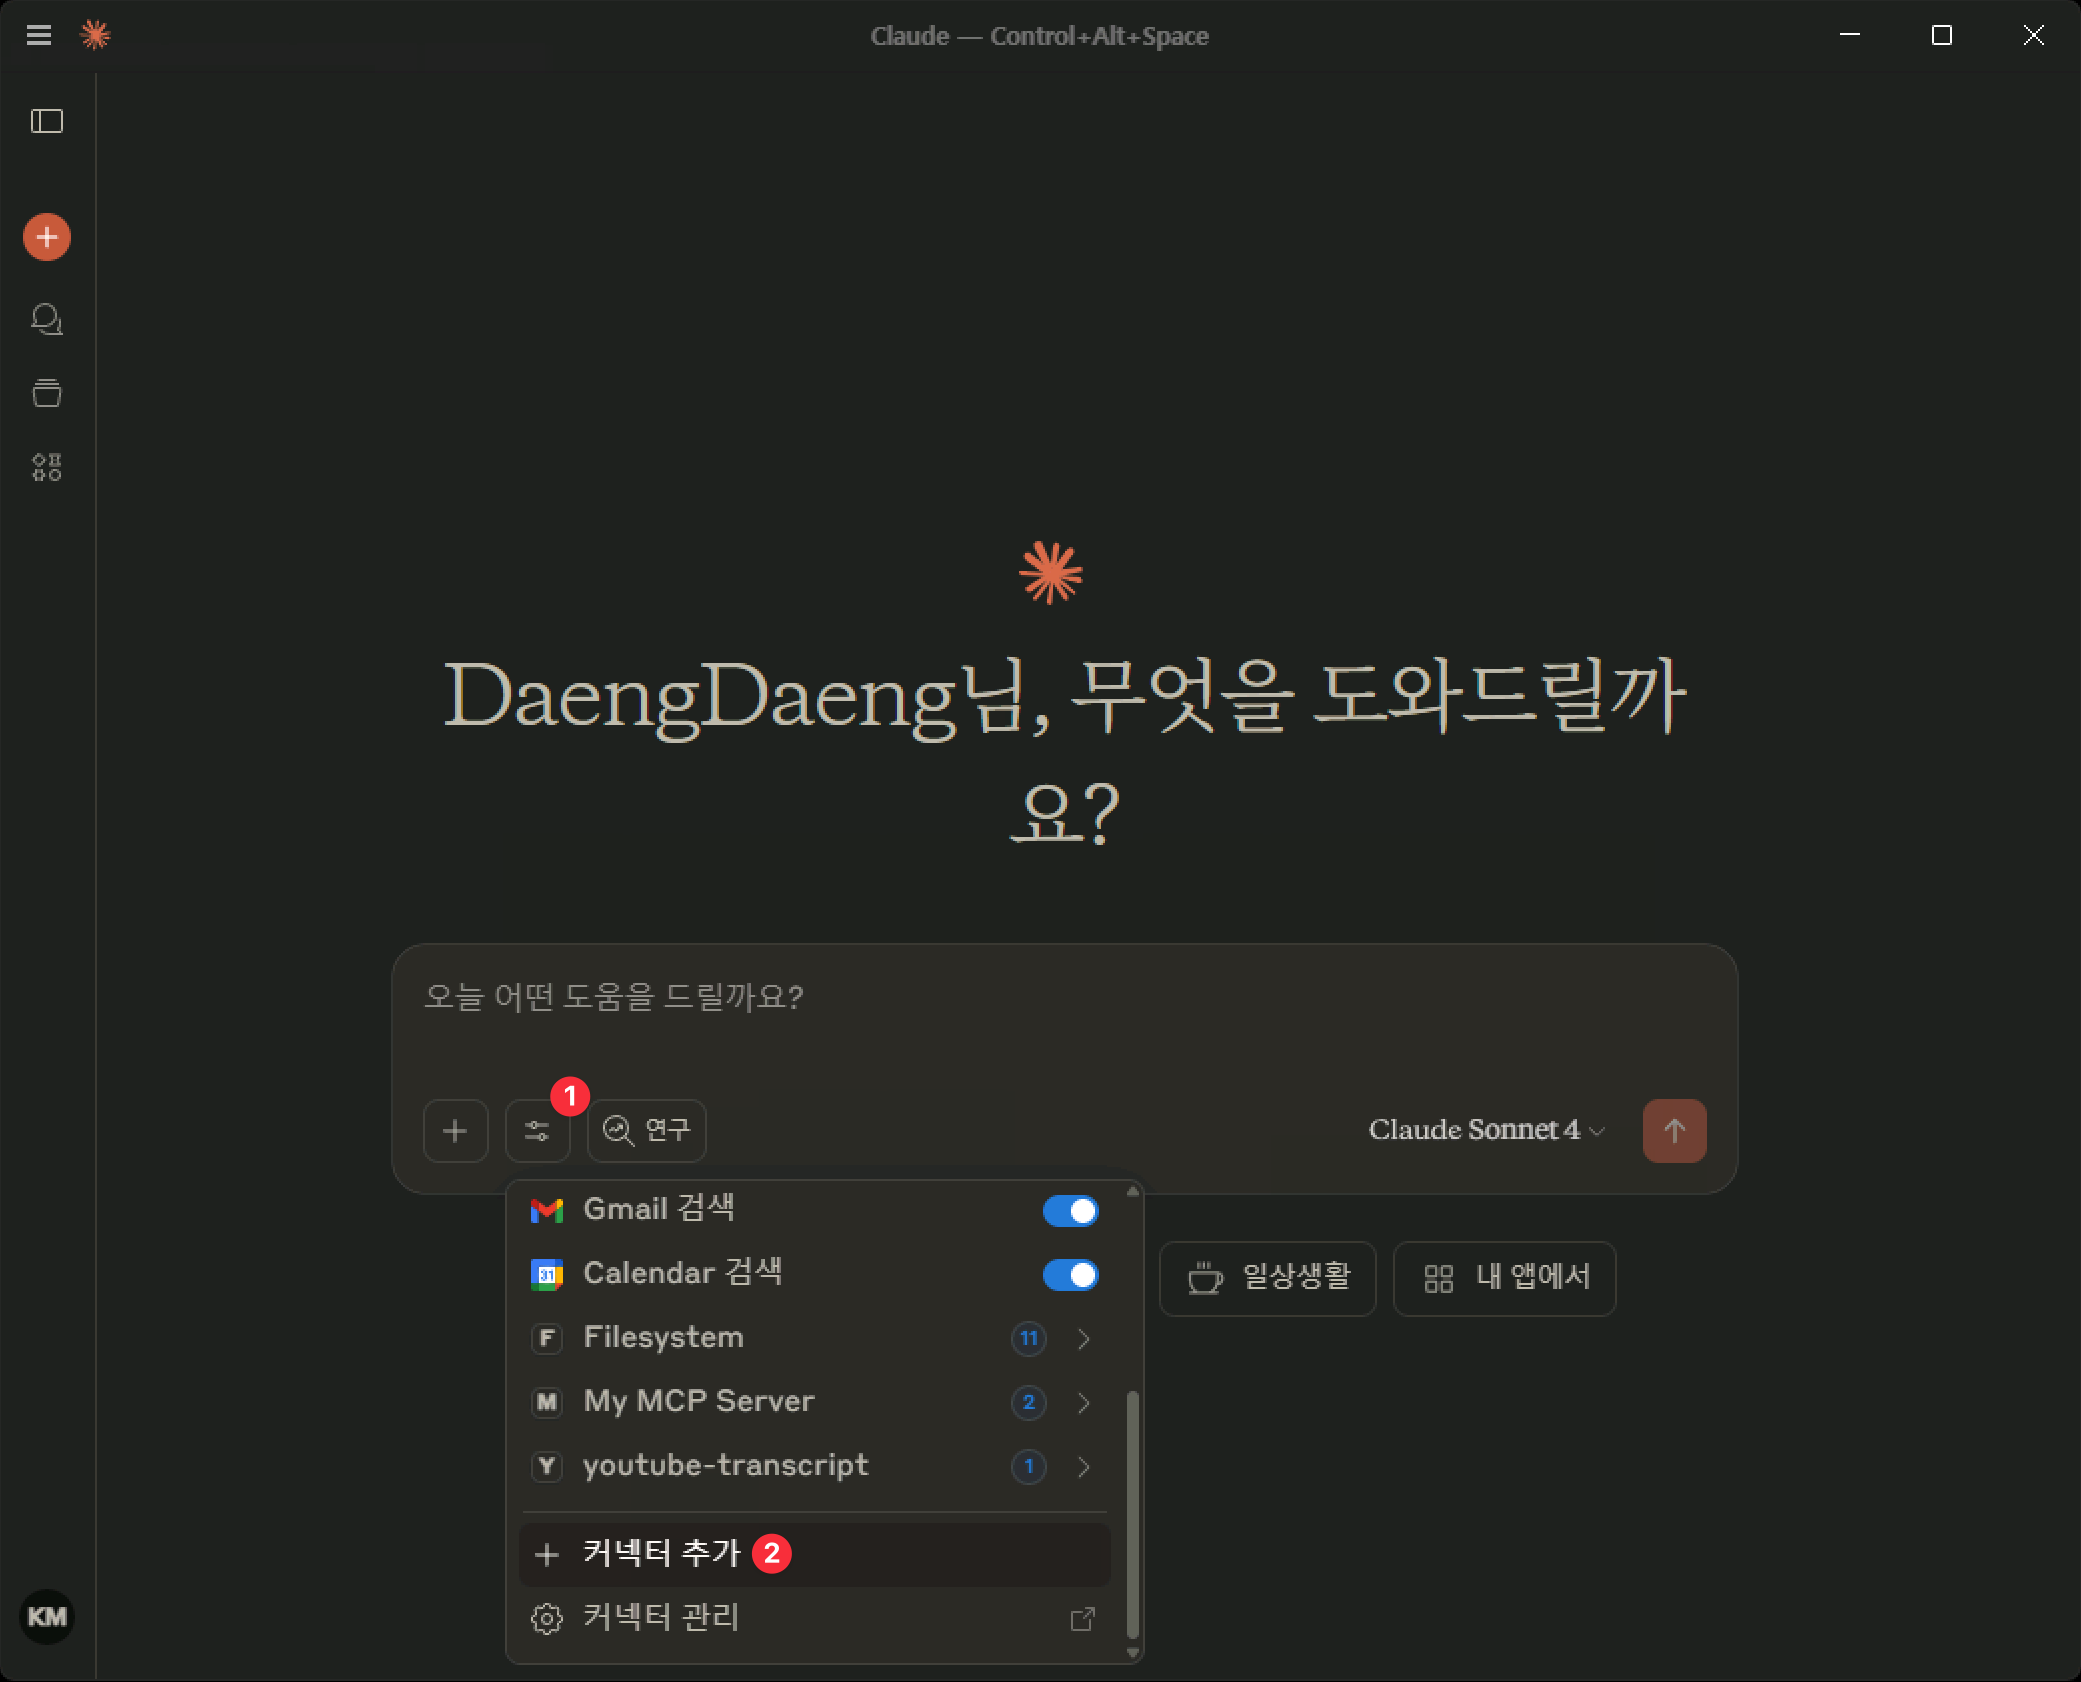 Claude — Control+Alt+Space
DaengDaeng님, 무엇을 도와드릴까
요?
오늘 어떤 도움을 드릴까요?
1
연구
Claude Sonnet 4
Gmail 검색
31
Calendar 검색
F Filesystem 11
M My MCP Server 2
Y youtube-transcript 1
커넥터 추가 2
커넥터 관리
일상생활
내 앱에서
KM